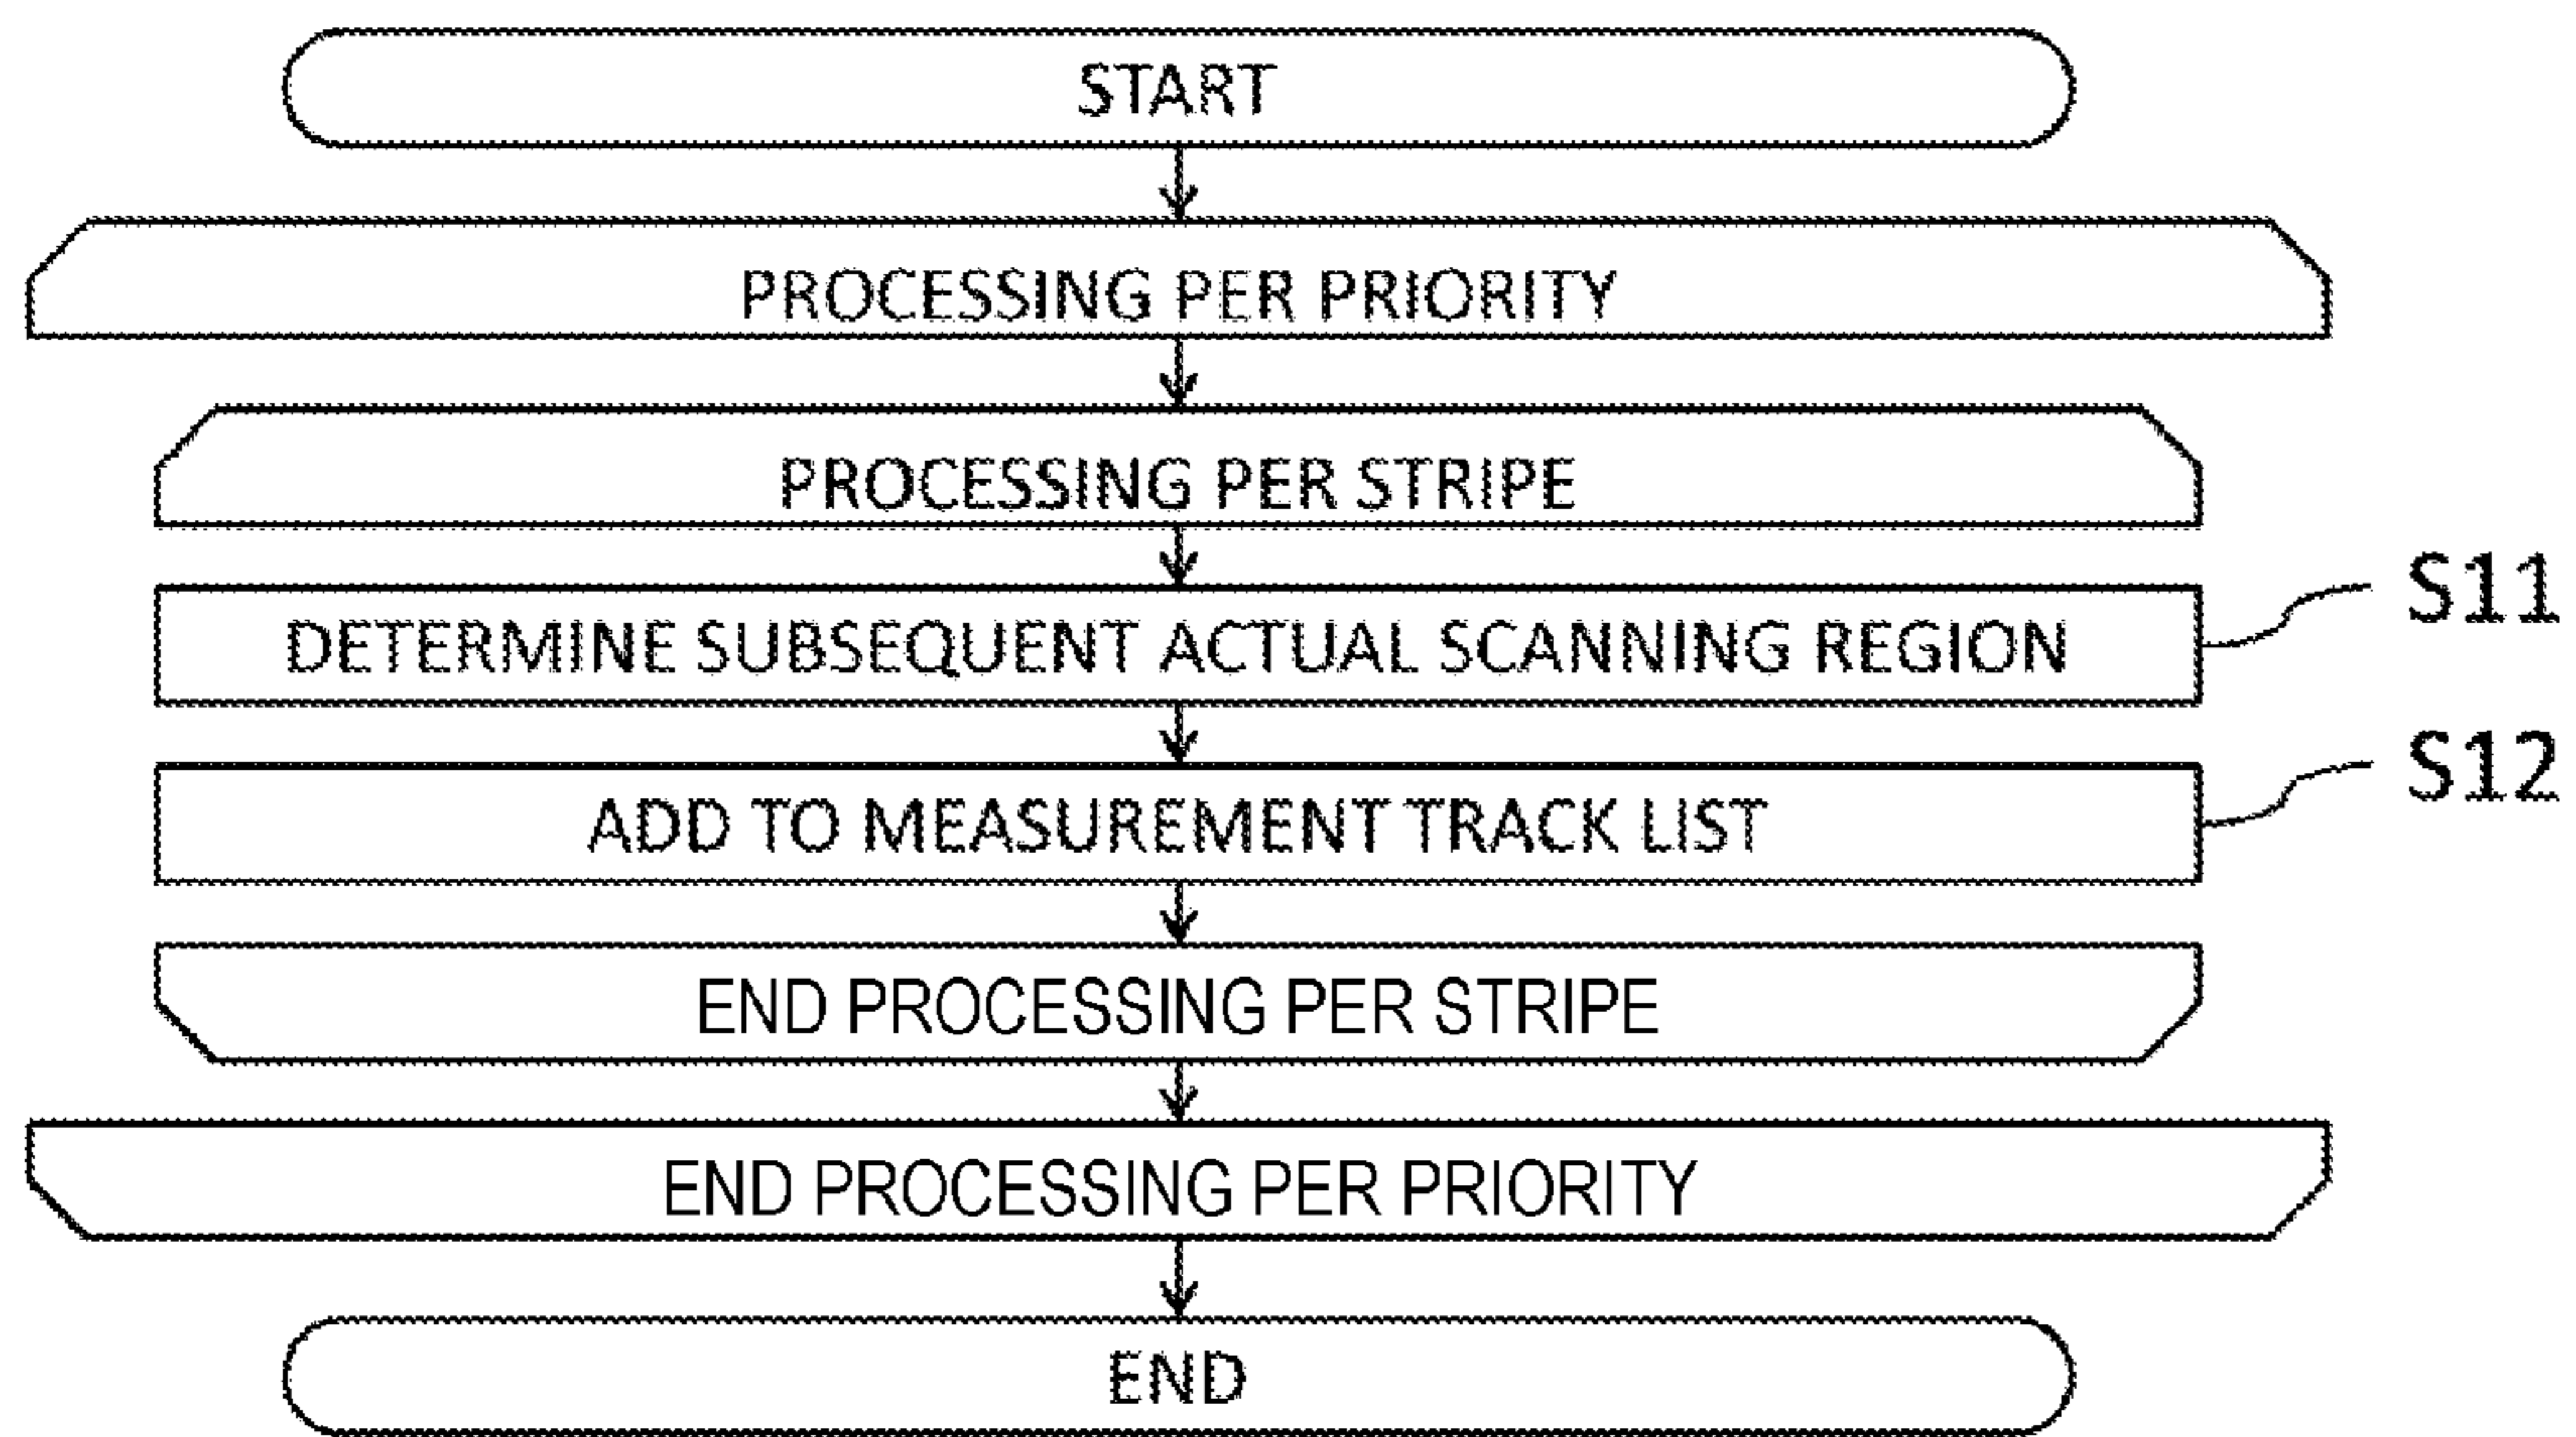 START
PROCESSING PER PRIORITY
PROCESSING PER STRIPE
DETERMINE SUBSEQUENT ACTUAL SCANNING REGION
S11
ADD TO MEASUREMENT TRACK LIST
S12
END PROCESSING PER STRIPE
END PROCESSING PER PRIORITY
END